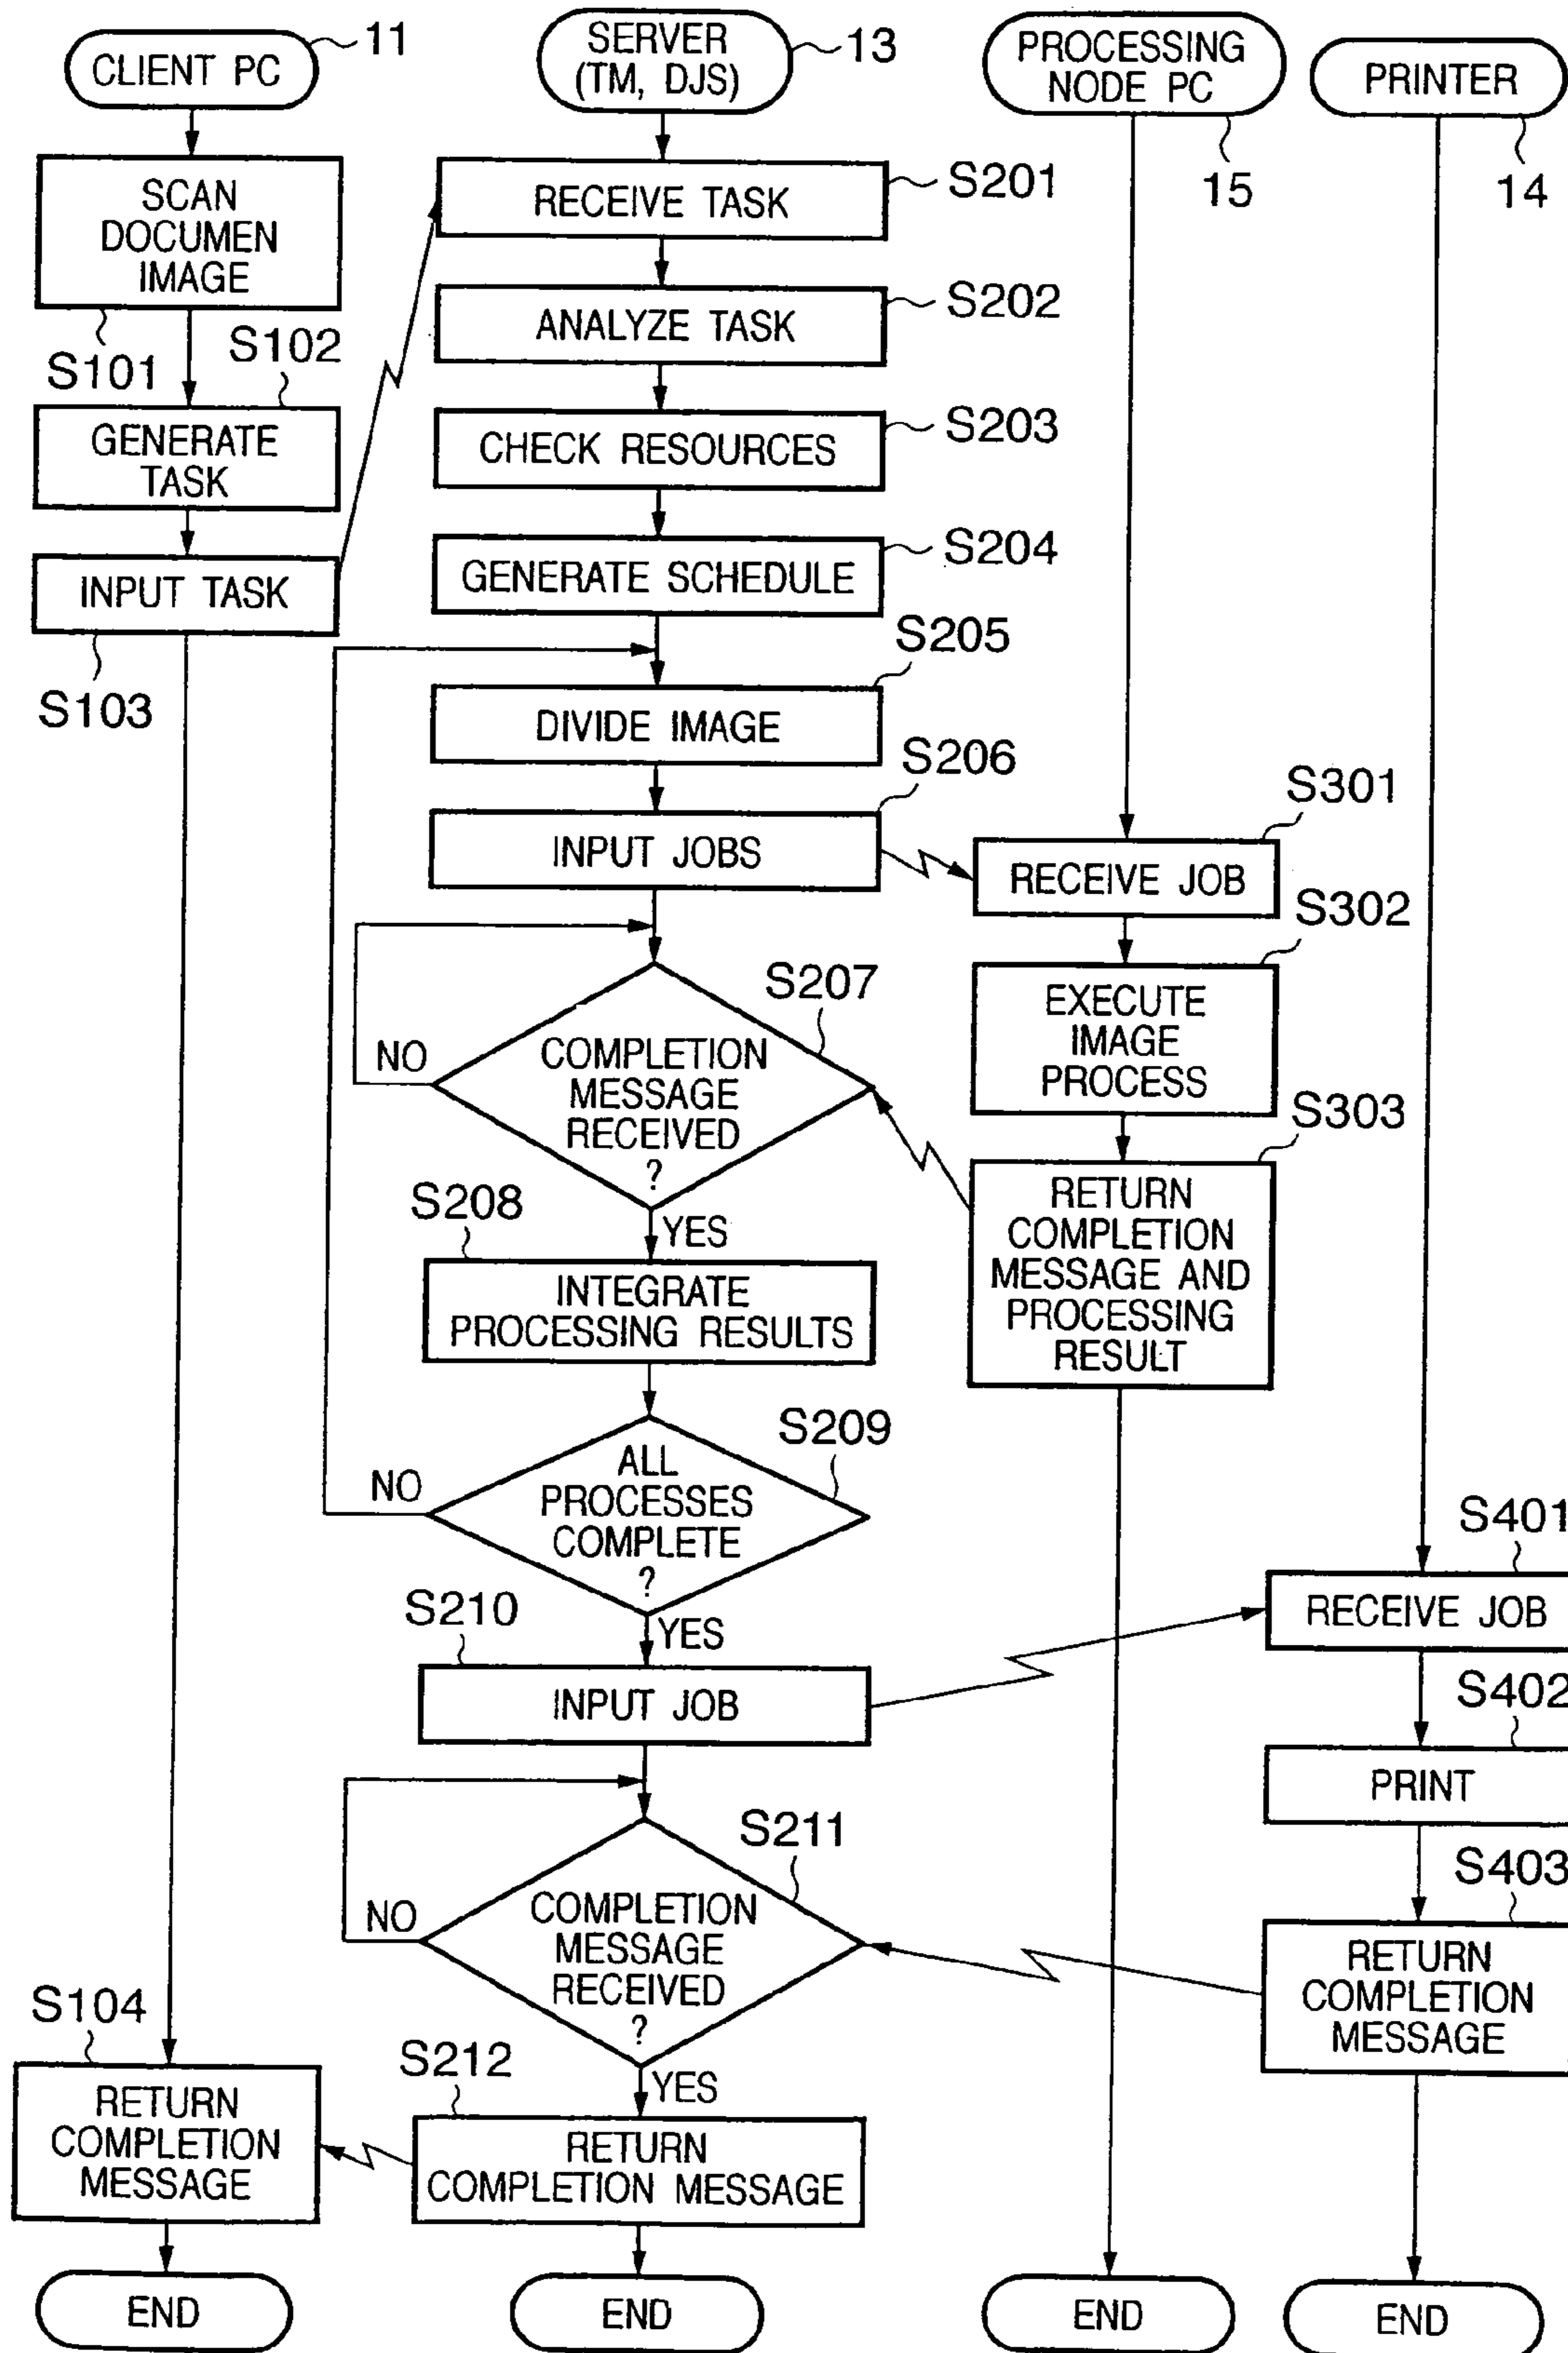 CLIENT PC
11
SCAN
DOCUMEN
IMAGE
S101
S102
GENERATE
TASK
INPUT TASK
S103
S104
RETURN
COMPLETION
MESSAGE
END
SERVER
(TM, DJS)
13
RECEIVE TASK
S201
ANALYZE TASK
S202
CHECK RESOURCES
S203
GENERATE SCHEDULE
S204
S205
DIVIDE IMAGE
S206
INPUT JOBS
S207
NO
COMPLETION
MESSAGE
RECEIVED
?
S208
YES
INTEGRATE
PROCESSING RESULTS
S209
NO
ALL
PROCESSES
COMPLETE
?
S210
YES
INPUT JOB
S211
NO
COMPLETION
MESSAGE
RECEIVED
?
S212
YES
RETURN
COMPLETION MESSAGE
END
PROCESSING
NODE PC
15
S301
RECEIVE JOB
S302
EXECUTE
IMAGE
PROCESS
S303
RETURN
COMPLETION
MESSAGE AND
PROCESSING
RESULT
END
PRINTER
14
S401
RECEIVE JOB
S402
PRINT
S403
RETURN
COMPLETION
MESSAGE
END